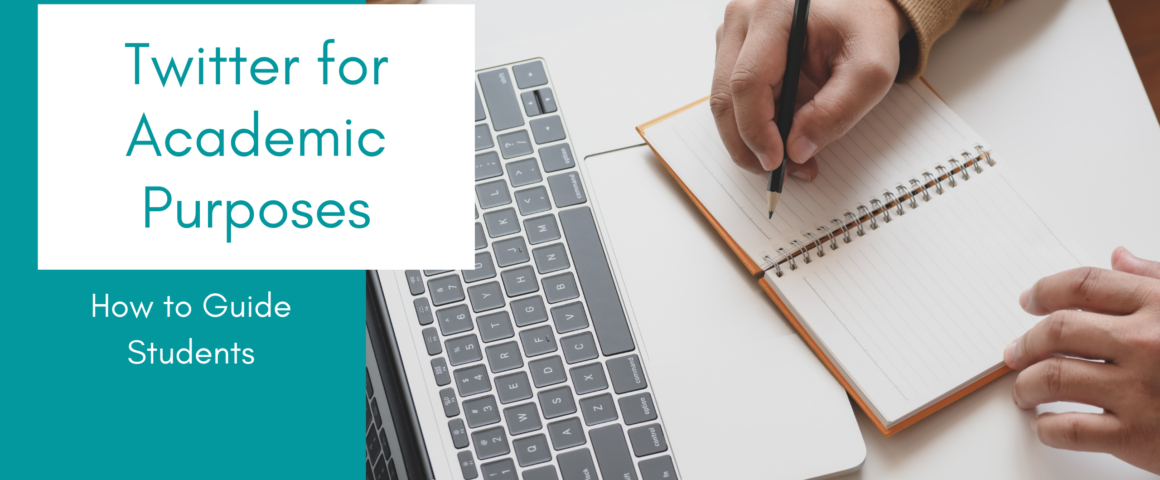 Twitter for
Academic
Purposes
How to Guide
Students